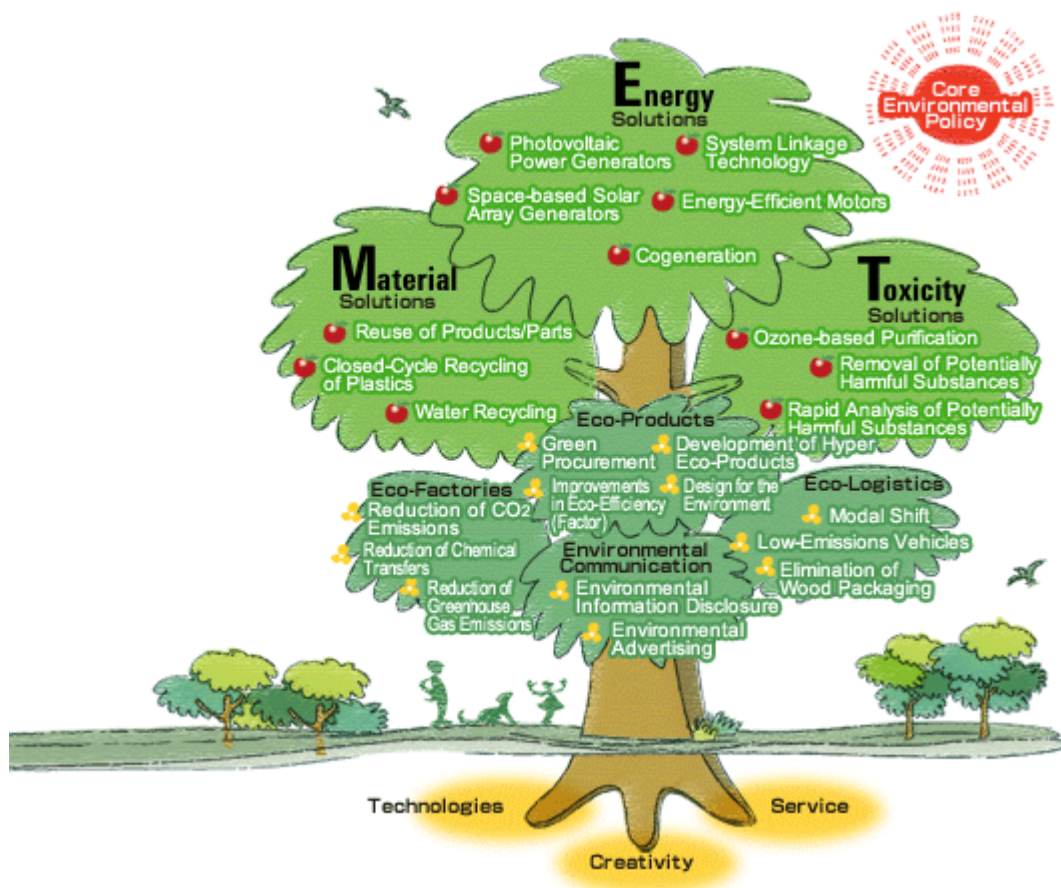 Core
Environmental
Policy
Energy
Solutions
Photovoltaic
Power Generators
System Linkage
Technology
Space-based Solar
Array Generators
Energy-Efficient Motors
Cogeneration
Material
Solutions
Reuse of Products/Parts
Closed-Cycle Recycling
of Plastics
Water Recycling
Toxicity
Solutions
Ozone-based Purification
Removal of Potentially
Harmful Substances
Rapid Analysis of Potentially
Harmful Substances
Eco-Products
Green
Procurement
Development of Hyper
Eco-Products
Improvements
in Eco-Efficiency
(Factor)
Design for the
Environment
Eco-Factories
Reduction of CO2
Emissions
Reduction of Chemical
Transfers
Reduction of
Greenhouse
Gas Emissions
Environmental
Communication
Environmental
Information Disclosure
Environmental
Advertising
Eco-Logistics
Modal Shift
Low-Emissions Vehicles
Elimination of
Wood Packaging
Technologies
Creativity
Service